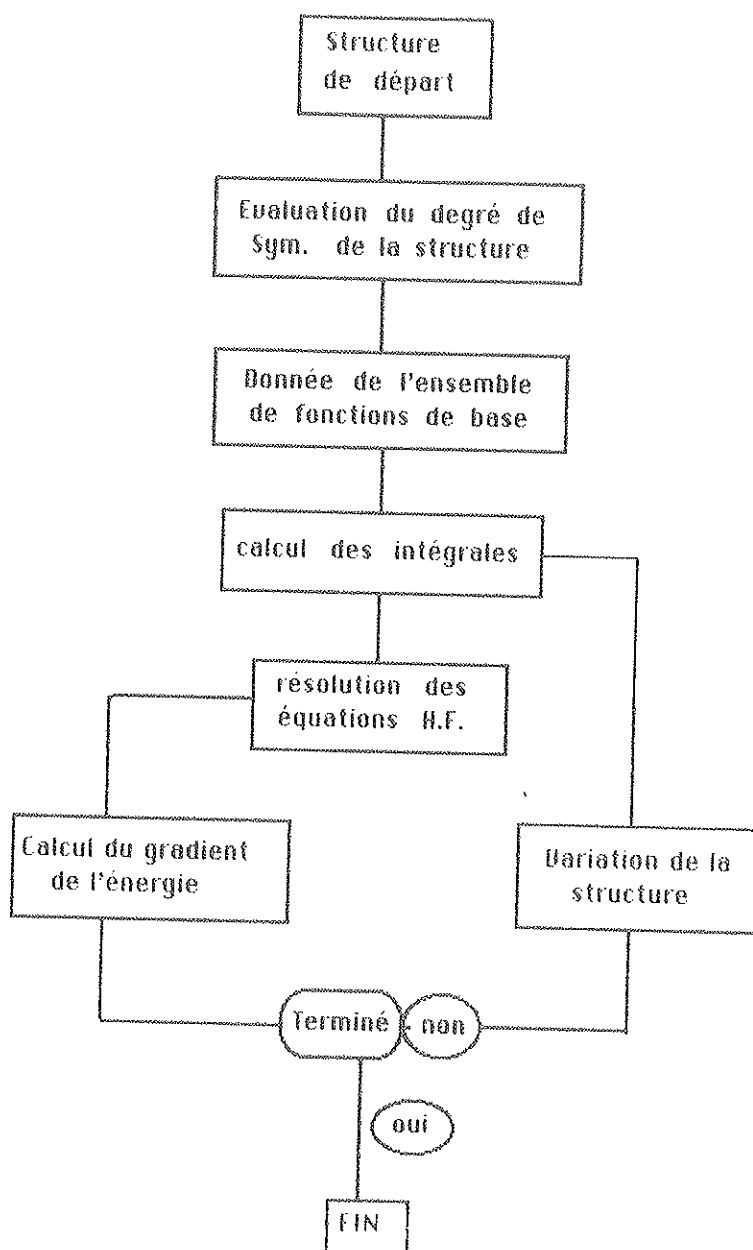 Structure
de départ
Evaluation du degré de
Sym. de la structure
Donnée de l'ensemble
de fonctions de base
calcul des intégrales
résolution des
équations H.F.
Calcul du gradient
de l'énergie
Variation de la
structure
Terminé
non
oui
FIN